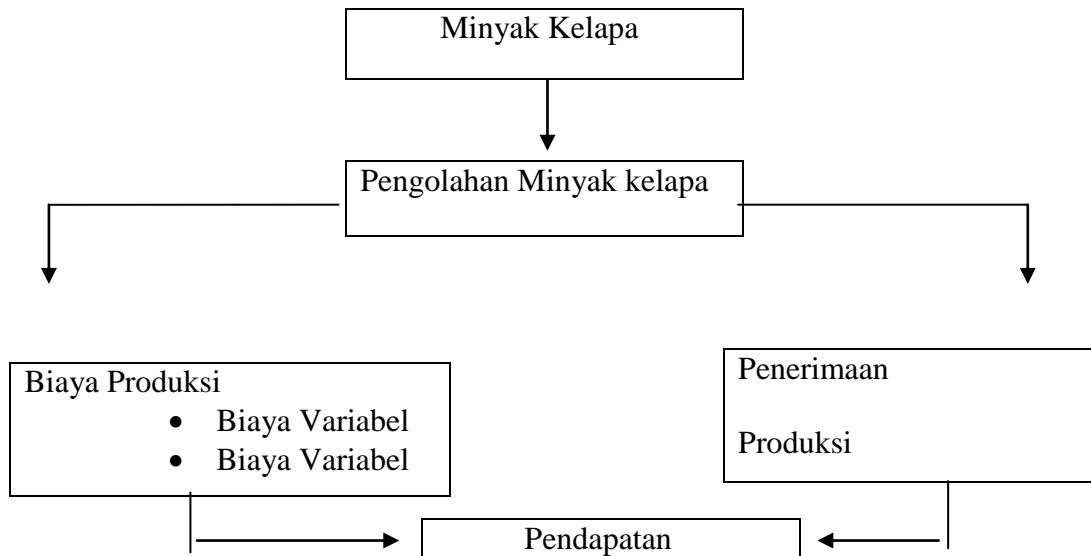 Minyak Kelapa
Pengolahan Minyak kelapa
Biaya Produksi
• Biaya Variabel
• Biaya Variabel
Penerimaan
Produksi
Pendapatan